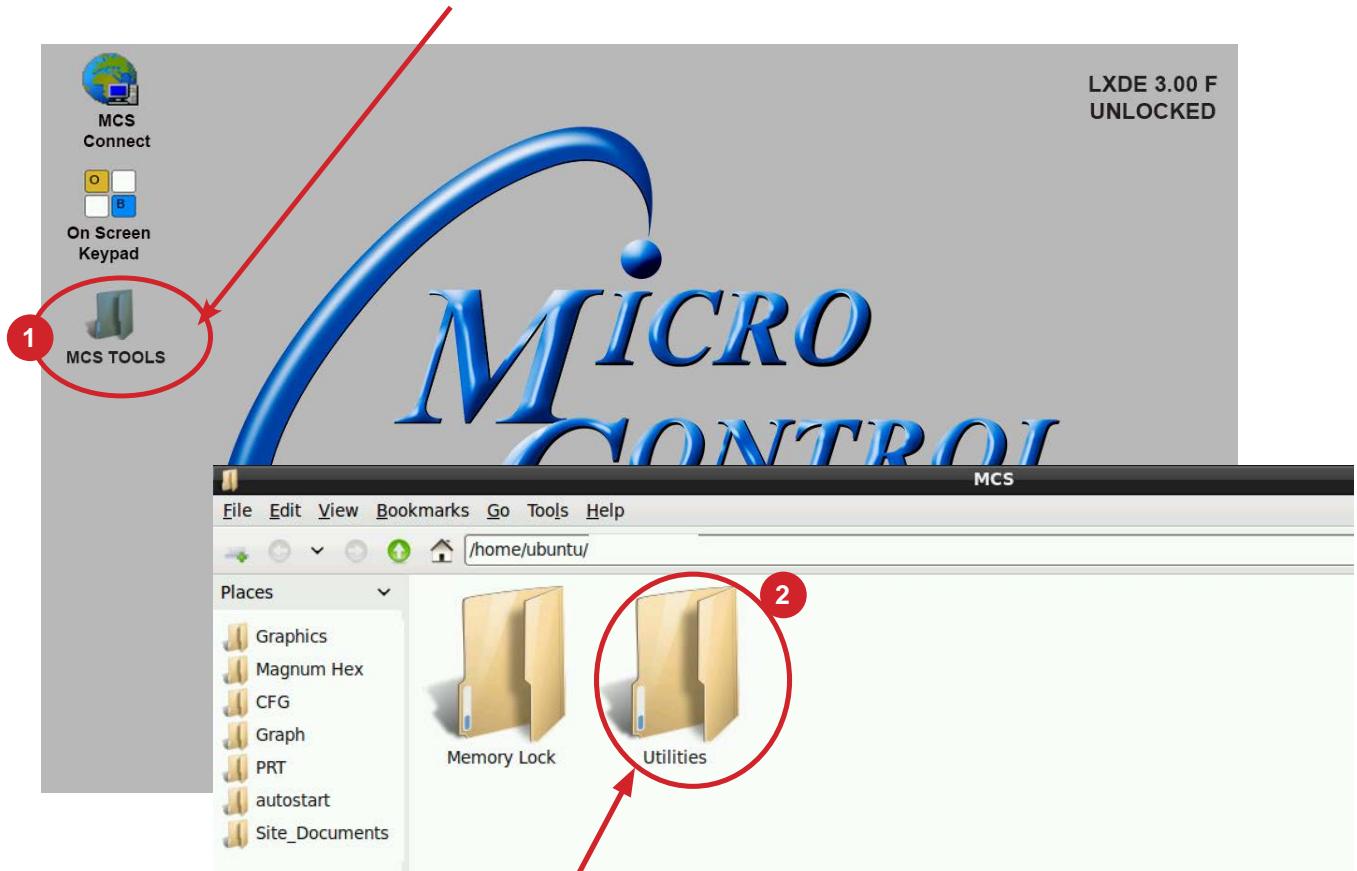 LXDE 3.00 F
UNLOCKED
MCS
Connect
O
B
On Screen
Keypad
1
MCS TOOLS
MICRO
CONTROL
MCS
File Edit View Bookmarks Go Tools Help
/home/ubuntu/
Places
Graphics
Magnum Hex
CFG
Graph
PRT
autostart
Site_Documents
2
Memory Lock
Utilities